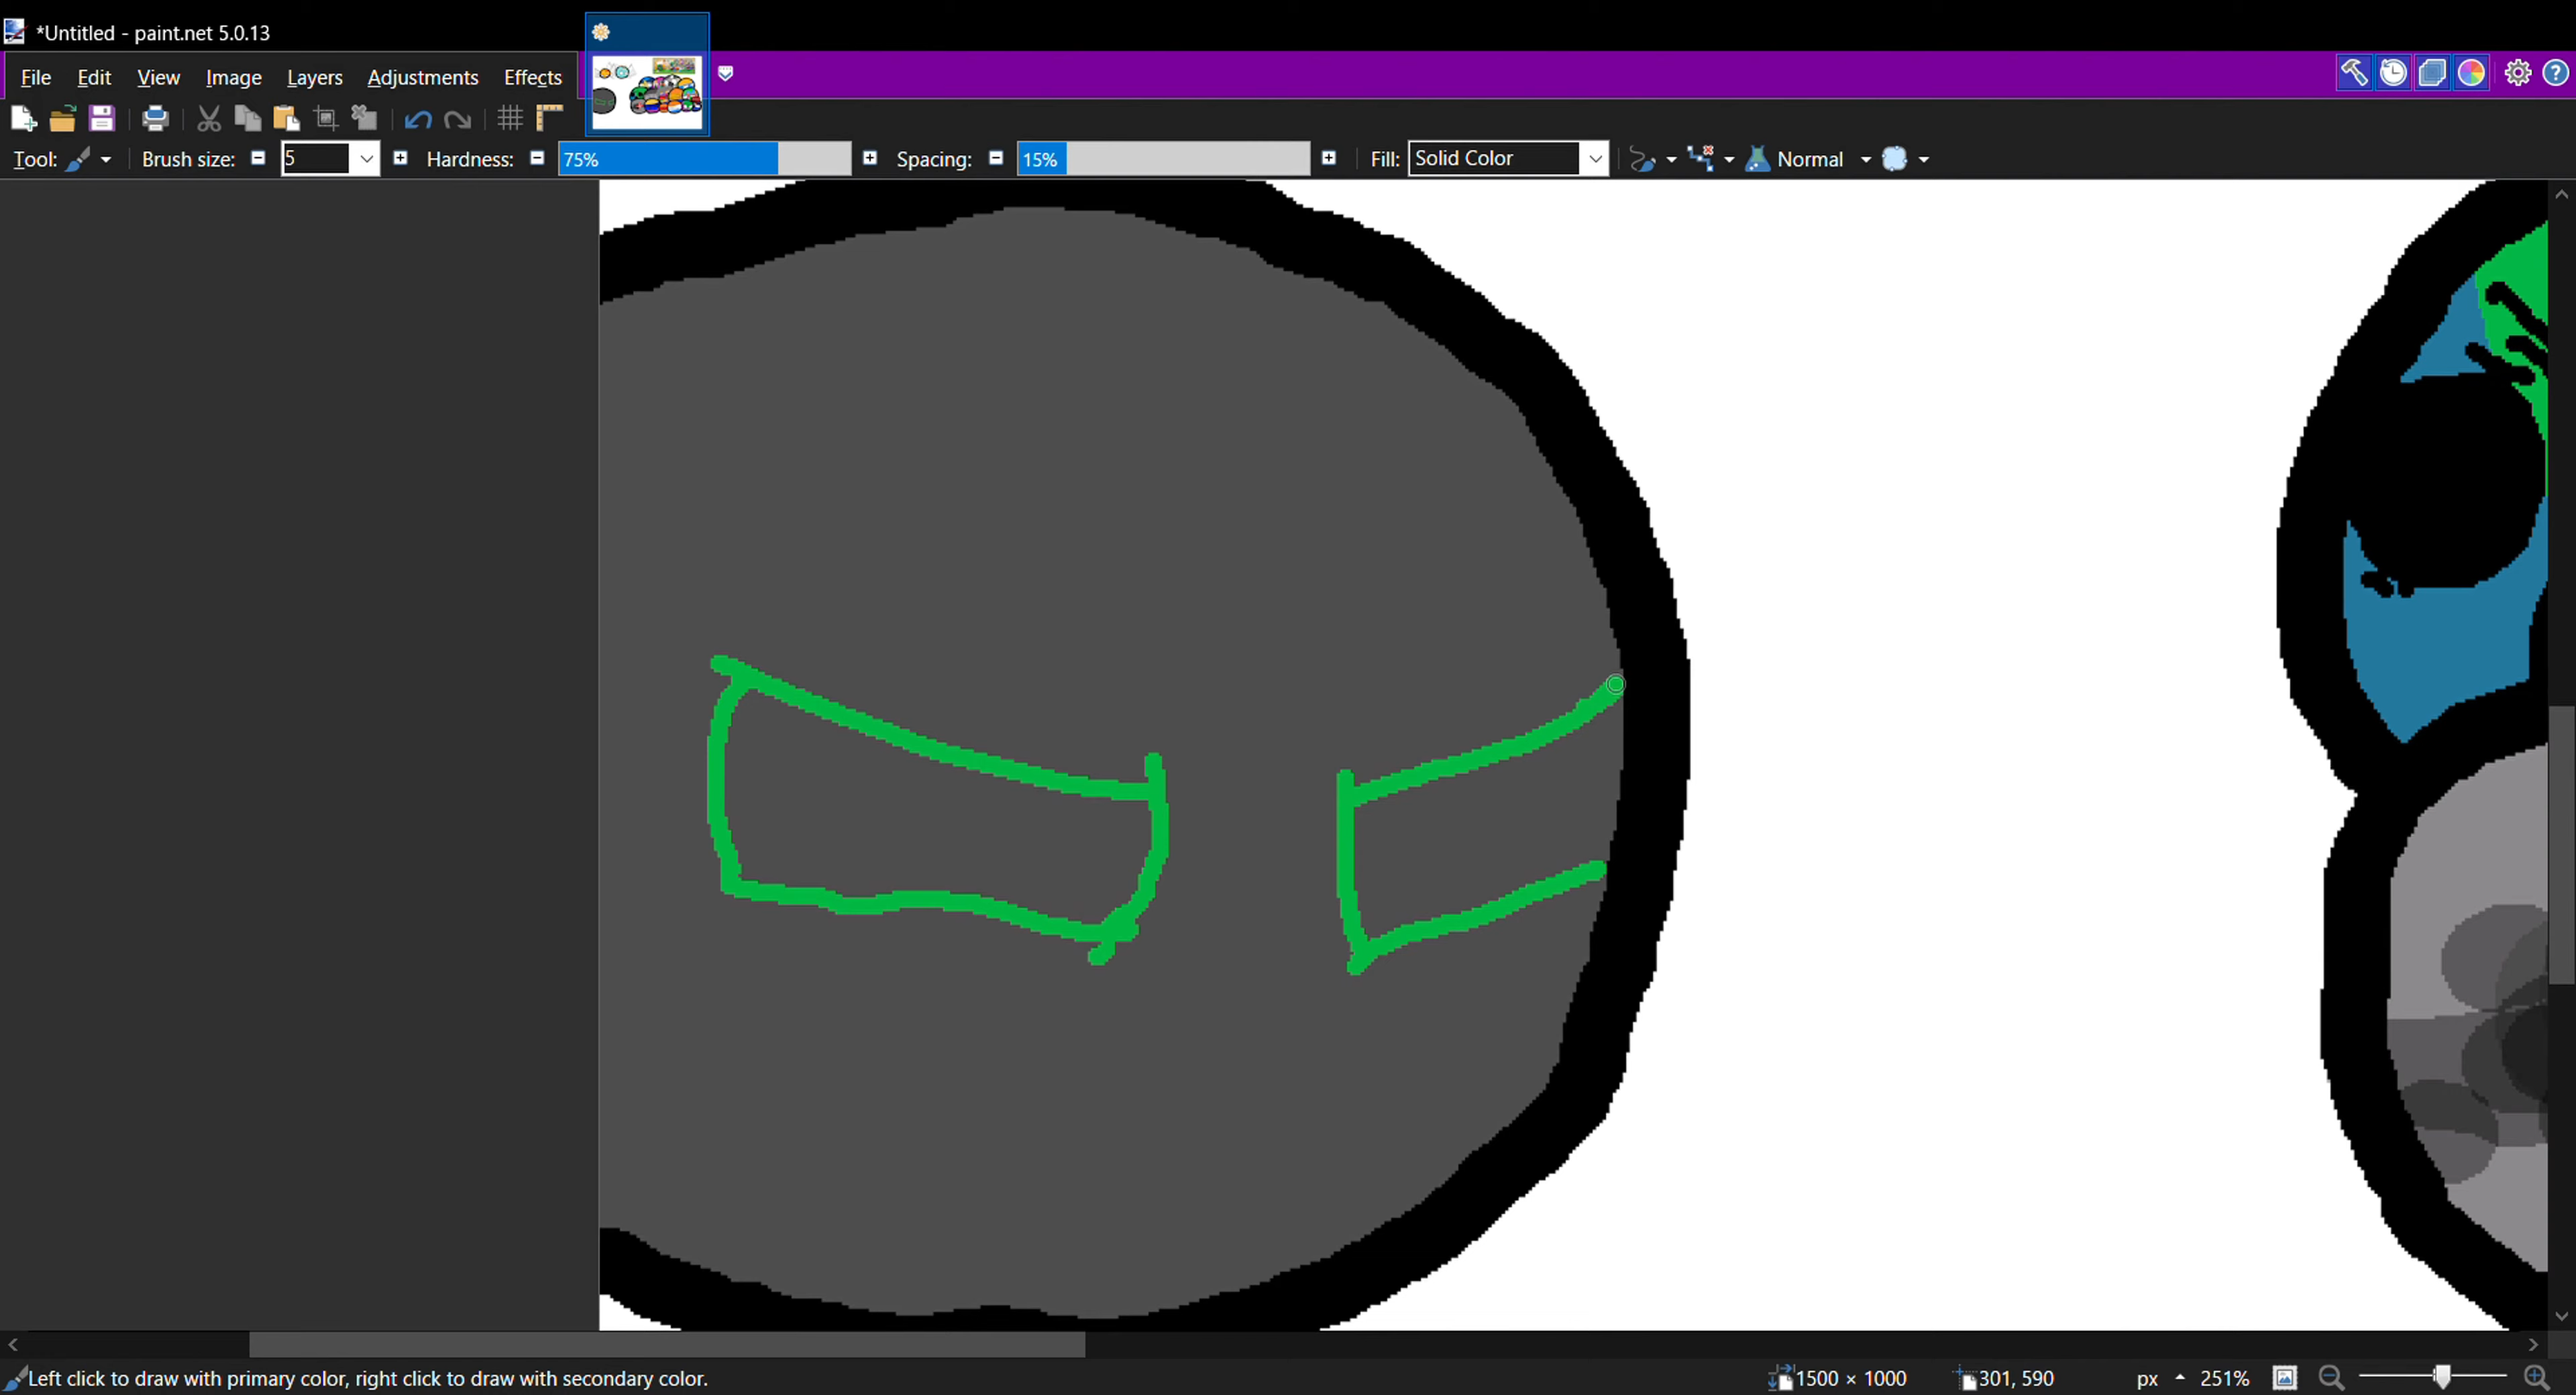 *Untitled - paint.net 5.0.13
File Edit View Image Layers Adjustments Effects
Tool: Brush size: 5 Hardness: 75% Spacing: 15% Fill: Solid Color Normal
Left click to draw with primary color, right click to draw with secondary color. 1500 × 1000 301, 590 px 251%